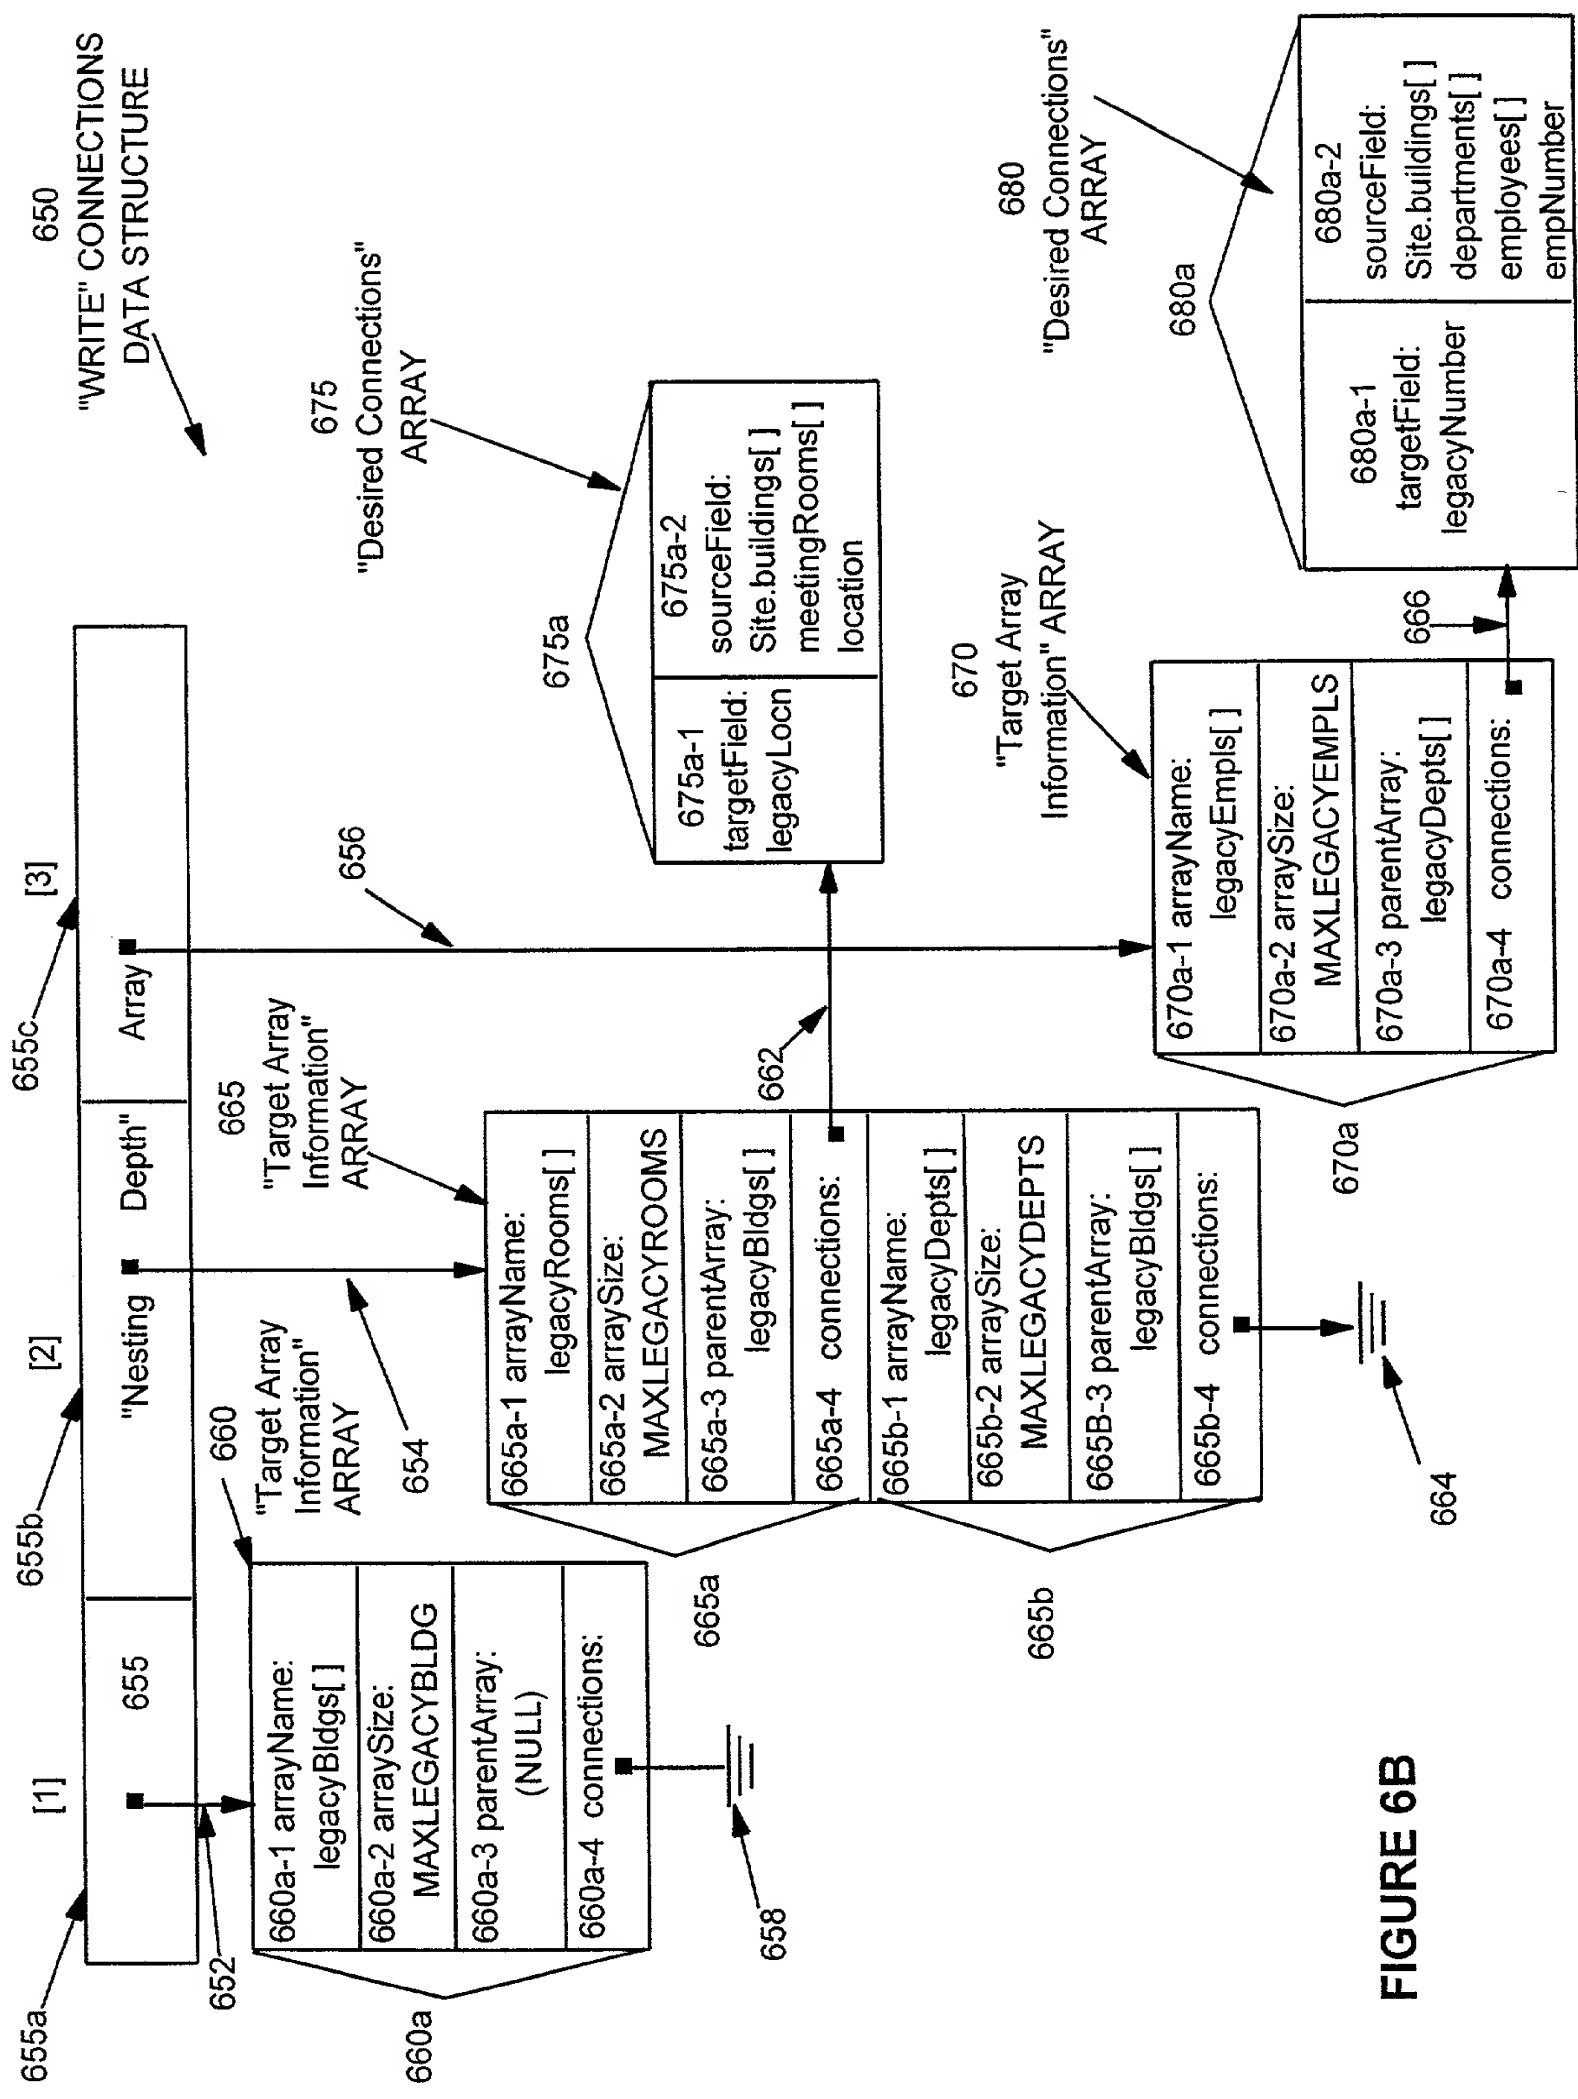 650
"WRITE" CONNECTIONS
DATA STRUCTURE
655a
[1]
655b
[2]
655c
[3]
655
"Nesting
Depth"
Array
652
654
656
660
"Target Array
Information"
ARRAY
660a-1 arrayName:
legacyBldgs[ ]
660a-2 arraySize:
MAXLEGACYBLDG
660a-3 parentArray:
(NULL)
660a-4 connections:
660a
658
665
"Target Array
Information"
ARRAY
665a-1 arrayName:
legacyRooms[ ]
665a-2 arraySize:
MAXLEGACYROOMS
665a-3 parentArray:
legacyBldgs[ ]
665a-4 connections:
665b-1 arrayName:
legacyDepts[ ]
665b-2 arraySize:
MAXLEGACYDEPTS
665B-3 parentArray:
legacyBldgs[ ]
665b-4 connections:
665a
665b
664
662
675
"Desired Connections"
ARRAY
675a
675a-1
targetField:
legacyLocn
675a-2
sourceField:
Site.buildings[ ]
meetingRooms[ ]
location
670
"Target Array
Information" ARRAY
670a-1 arrayName:
legacyEmpls[ ]
670a-2 arraySize:
MAXLEGACYEMPLS
670a-3 parentArray:
legacyDepts[ ]
670a-4 connections:
670a
666
680
"Desired Connections"
ARRAY
680a
680a-1
targetField:
legacyNumber
680a-2
sourceField:
Site.buildings[ ]
departments[ ]
employees[ ]
empNumber
FIGURE 6B